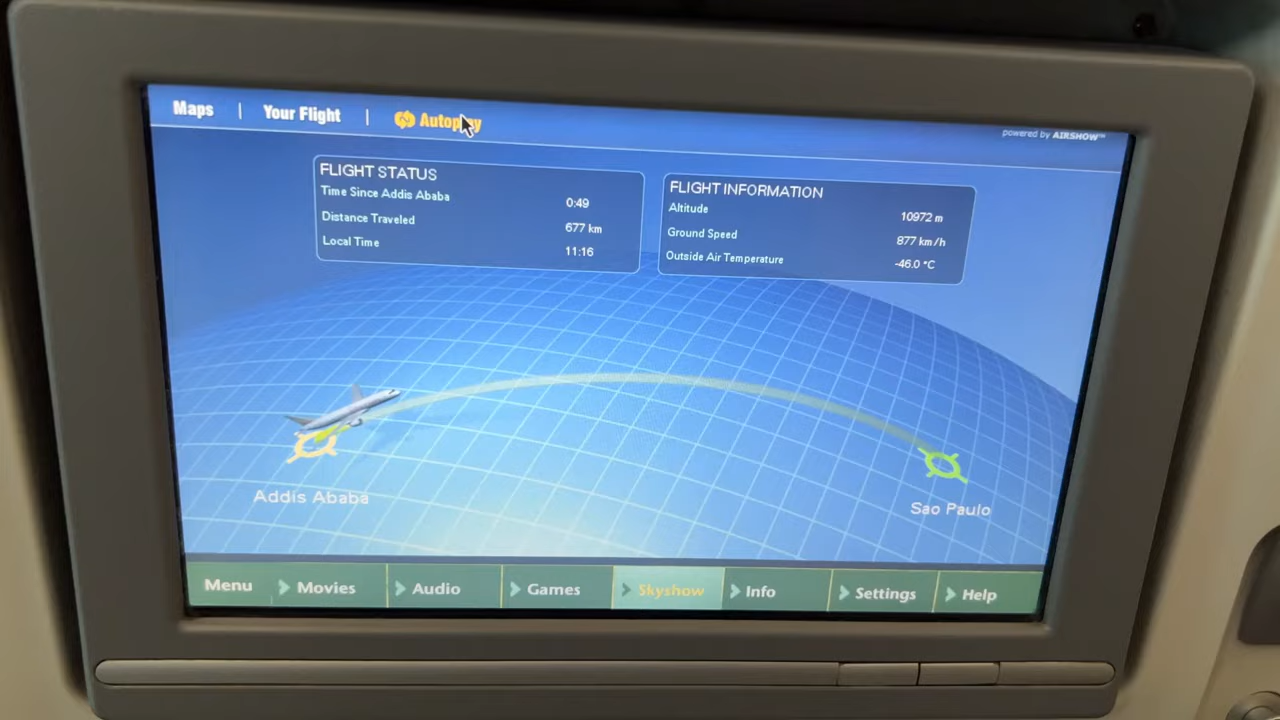 Maps | Your Flight | Autoplay
powered by AIRSHOW™
FLIGHT STATUS
Time Since Addis Ababa 0:49
Distance Traveled 677 km
Local Time 11:16
FLIGHT INFORMATION
Altitude 10972 m
Ground Speed 877 km/h
Outside Air Temperature -46.0 °C
Addis Ababa
Sao Paulo
Menu Movies Audio Games Skyshow Info Settings Help